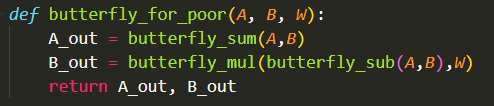 def butterfly_for_poor(A, B, W):
    A_out = butterfly_sum(A,B)
    B_out = butterfly_mul(butterfly_sub(A,B),W)
    return A_out, B_out